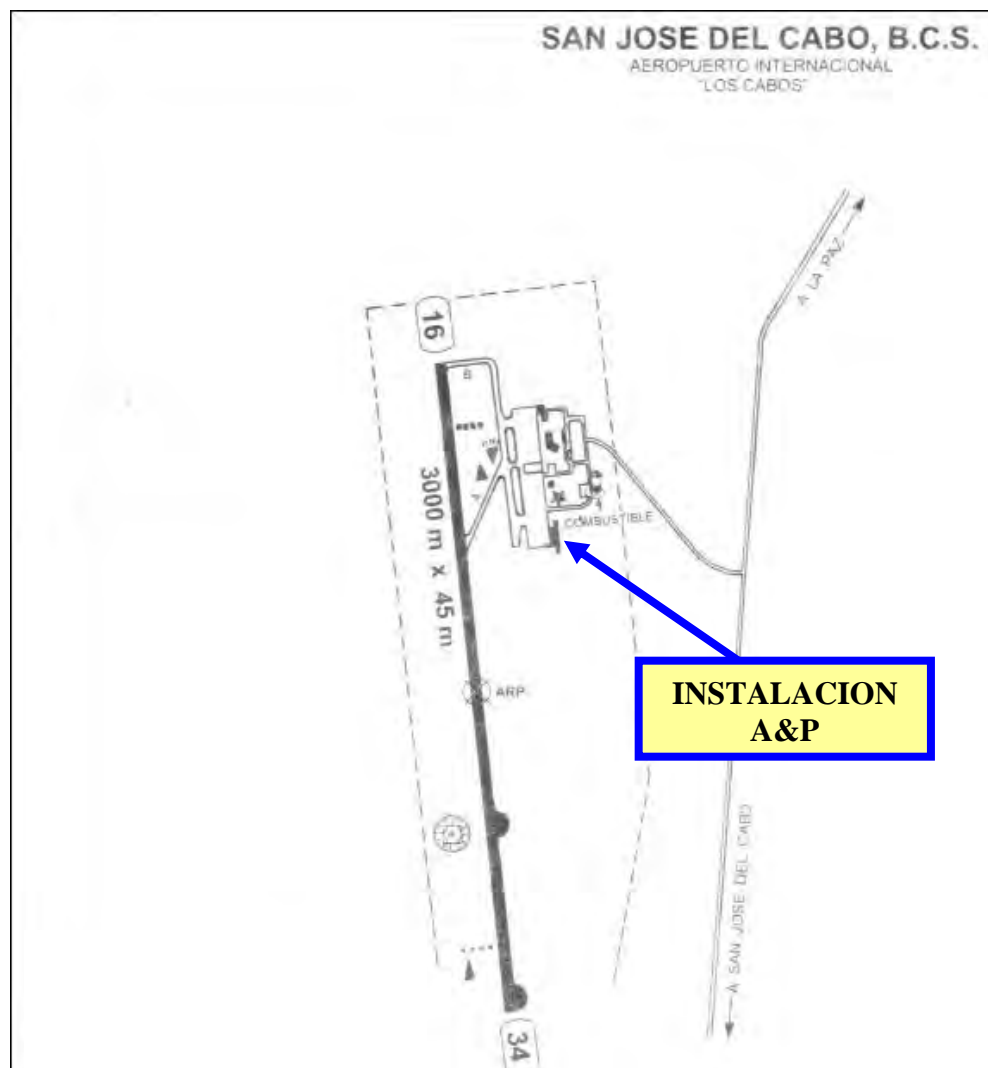 SAN JOSE DEL CABO, B.C.S.
AEROPUERTO INTERNACIONAL
"LOS CABOS"
A LA PAZ
16
B
A
COMBUSTIBLE
3000 m x 45 m
ARP
INSTALACION
A&P
A SAN JOSE DEL CABO
34